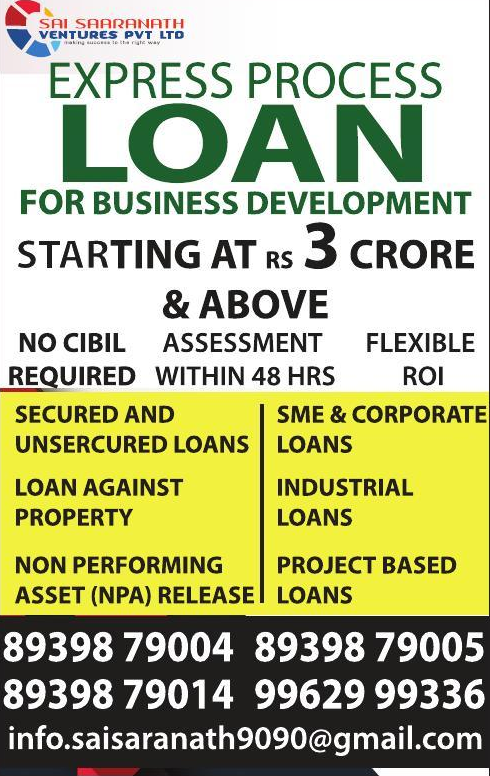 SAI SAARANATH
VENTURES PVT LTD
making success to the right way
EXPRESS PROCESS
LOAN
FOR BUSINESS DEVELOPMENT
STARTING AT RS 3 CRORE
& ABOVE
NO CIBIL
REQUIRED
ASSESSMENT
WITHIN 48 HRS
FLEXIBLE
ROI
SECURED AND
UNSERCURED LOANS
LOAN AGAINST
PROPERTY
NON PERFORMING
ASSET (NPA) RELEASE
SME & CORPORATE
LOANS
INDUSTRIAL
LOANS
PROJECT BASED
LOANS
89398 79004 89398 79005
89398 79014 99629 99336
info.saisaranath9090@gmail.com